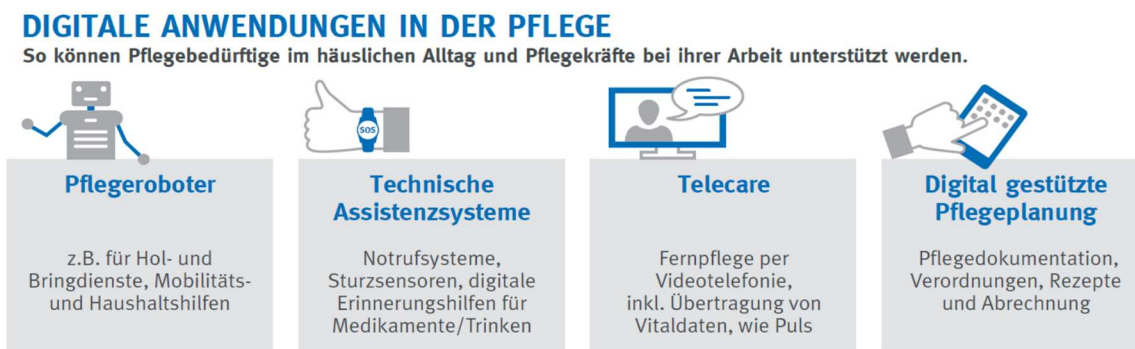 DIGITALE ANWENDUNGEN IN DER PFLEGE
So können Pflegebedürftige im häuslichen Alltag und Pflegekräfte bei ihrer Arbeit unterstützt werden.
SOS
Pflegeroboter
z.B. für Hol- und
Bringdienste, Mobilitäts-
und Haushaltshilfen
Technische
Assistenzsysteme
Notrufsysteme,
Sturzsensoren, digitale
Erinnerungshilfen für
Medikamente/Trinken
Telecare
Fernpflege per
Videotelefonie,
inkl. Übertragung von
Vitaldaten, wie Puls
Digital gestützte
Pflegeplanung
Pflegedokumentation,
Verordnungen, Rezepte
und Abrechnung